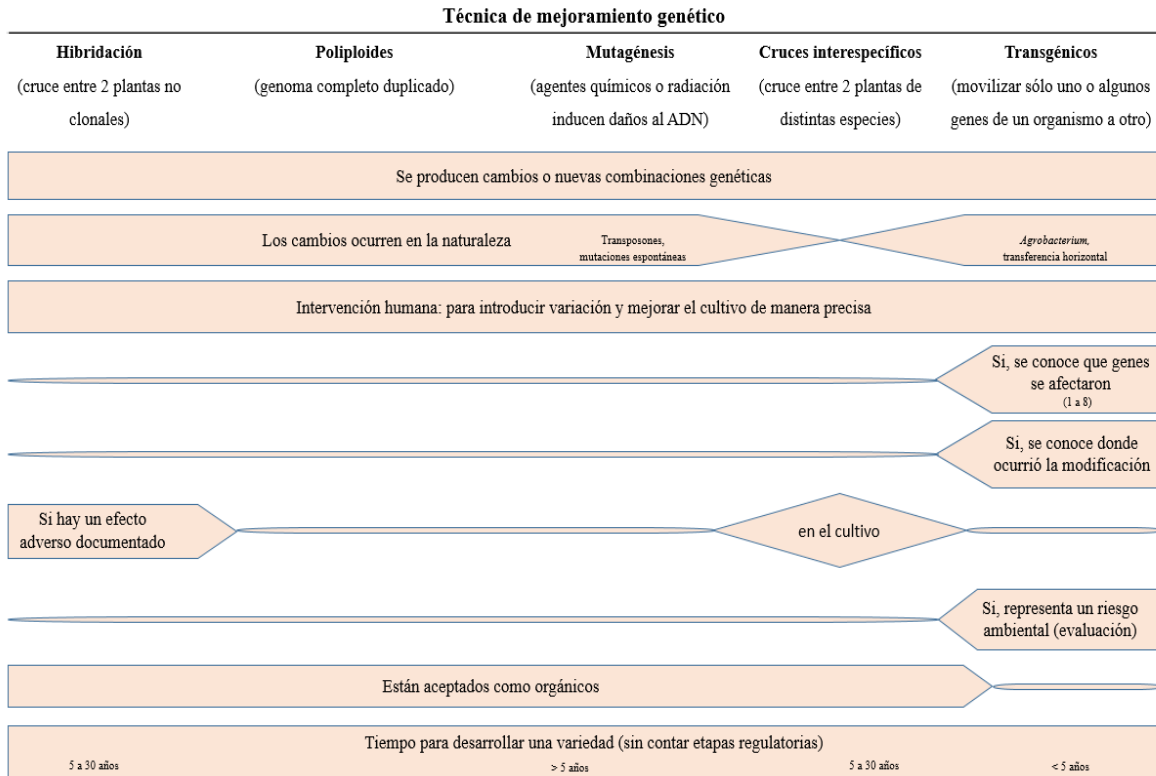 Técnica de mejoramiento genético
Hibridación
(cruce entre 2 plantas no
clonales)
Poliploides
(genoma completo duplicado)
Mutagénesis
(agentes químicos o radiación
inducen daños al ADN)
Cruces interespecíficos
(cruce entre 2 plantas de
distintas especies)
Transgénicos
(movilizar sólo uno o algunos
genes de un organismo a otro)
Se producen cambios o nuevas combinaciones genéticas
Los cambios ocurren en la naturaleza
Transposones,
mutaciones espontáneas
Agrobacterium,
transferencia horizontal
Intervención humana: para introducir variación y mejorar el cultivo de manera precisa
Si, se conoce que genes
se afectaron
(1 a 8)
Si, se conoce donde
ocurrió la modificación
Si hay un efecto
adverso documentado
en el cultivo
Si, representa un riesgo
ambiental (evaluación)
Están aceptados como orgánicos
Tiempo para desarrollar una variedad (sin contar etapas regulatorias)
5 a 30 años
> 5 años
5 a 30 años
< 5 años